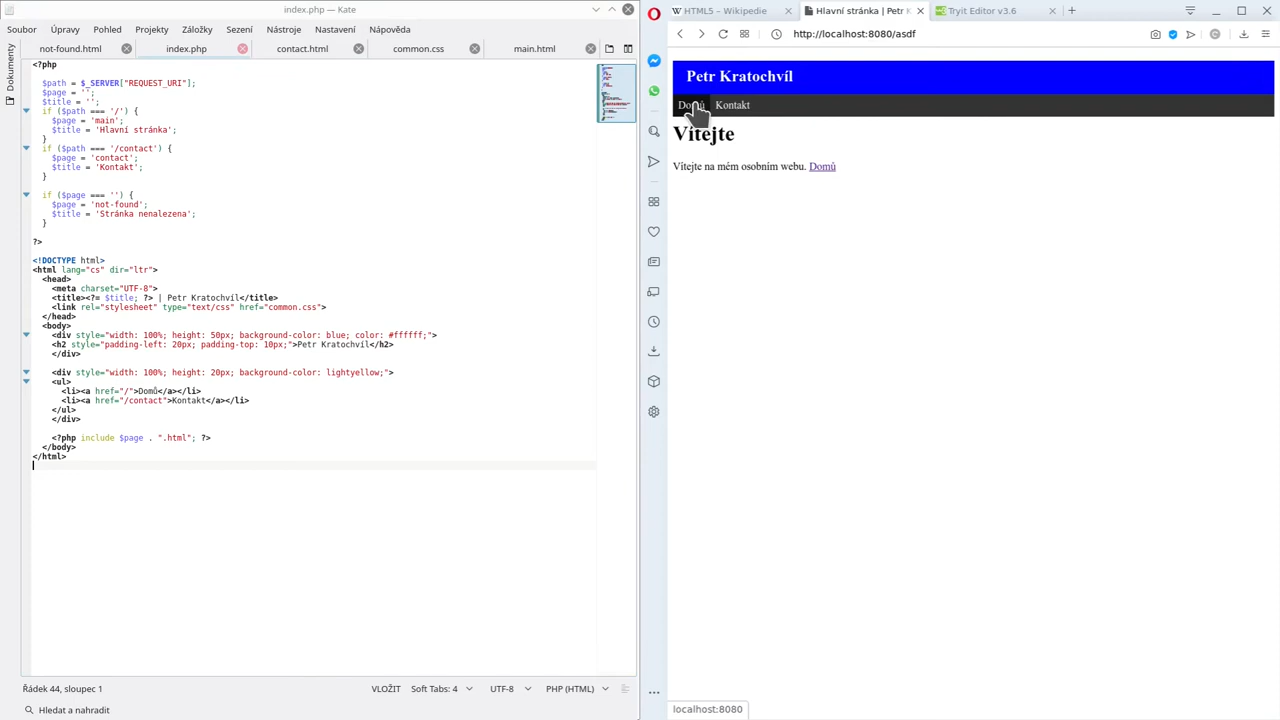 index.php — Kate
Soubor Úpravy Pohled Projekty Záložky Sezení Nástroje Nastavení Nápověda
Dokumenty
not-found.html index.php contact.html common.css main.html
<?php
$path = $_SERVER["REQUEST_URI"];
$page = '';
$title = '';
if ($path === '/') {
$page = 'main';
$title = 'Hlavní stránka';
}
if ($path === '/contact') {
$page = 'contact';
$title = 'Kontakt';
}
if ($page === '') {
$page = 'not-found';
$title = 'Stránka nenalezena';
}
?>
<!DOCTYPE html>
<html lang="cs" dir="ltr">
<head>
<meta charset="UTF-8">
<title><?= $title; ?> | Petr Kratochvíl</title>
<link rel="stylesheet" type="text/css" href="common.css">
</head>
<body>
<div style="width: 100%; height: 50px; background-color: blue; color: #ffffff;">
<h2 style="padding-left: 20px; padding-top: 10px;">Petr Kratochvíl</h2>
</div>
<div style="width: 100%; height: 20px; background-color: lightyellow;">
<ul>
<li><a href="/">Domů</a></li>
<li><a href="/contact">Kontakt</a></li>
</ul>
</div>
<?php include $page . ".html"; ?>
</body>
</html>
Řádek 44, sloupec 1 VLOŽIT Soft Tabs: 4 UTF-8 PHP (HTML)
Hledat a nahradit
HTML5 – Wikipedie Hlavní stránka | Petr K Tryit Editor v3.6
http://localhost:8080/asdf
Petr Kratochvíl
Domů Kontakt
Vítejte
Vítejte na mém osobním webu. Domů
localhost:8080